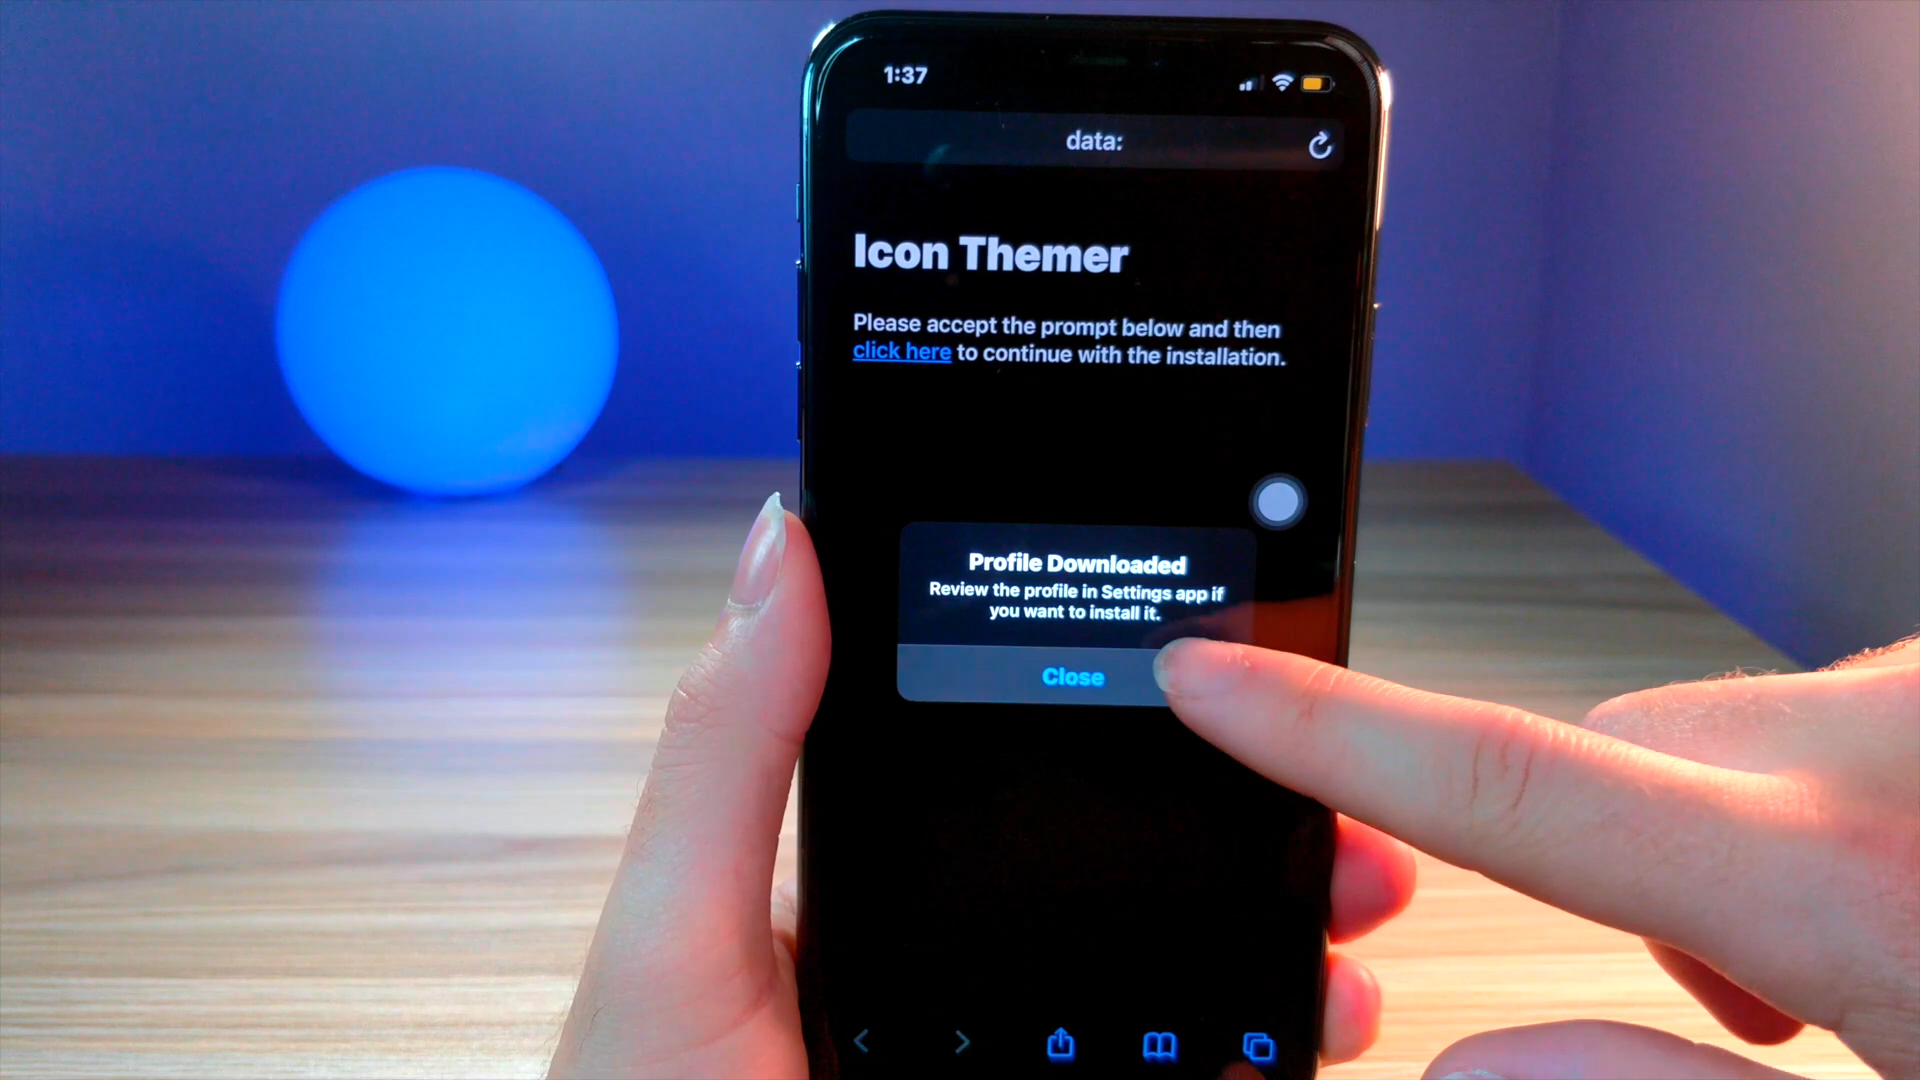 1:37
data:
Icon Themer
Please accept the prompt below and then
click here to continue with the installation.
Profile Downloaded
Review the profile in Settings app if
you want to install it.
Close